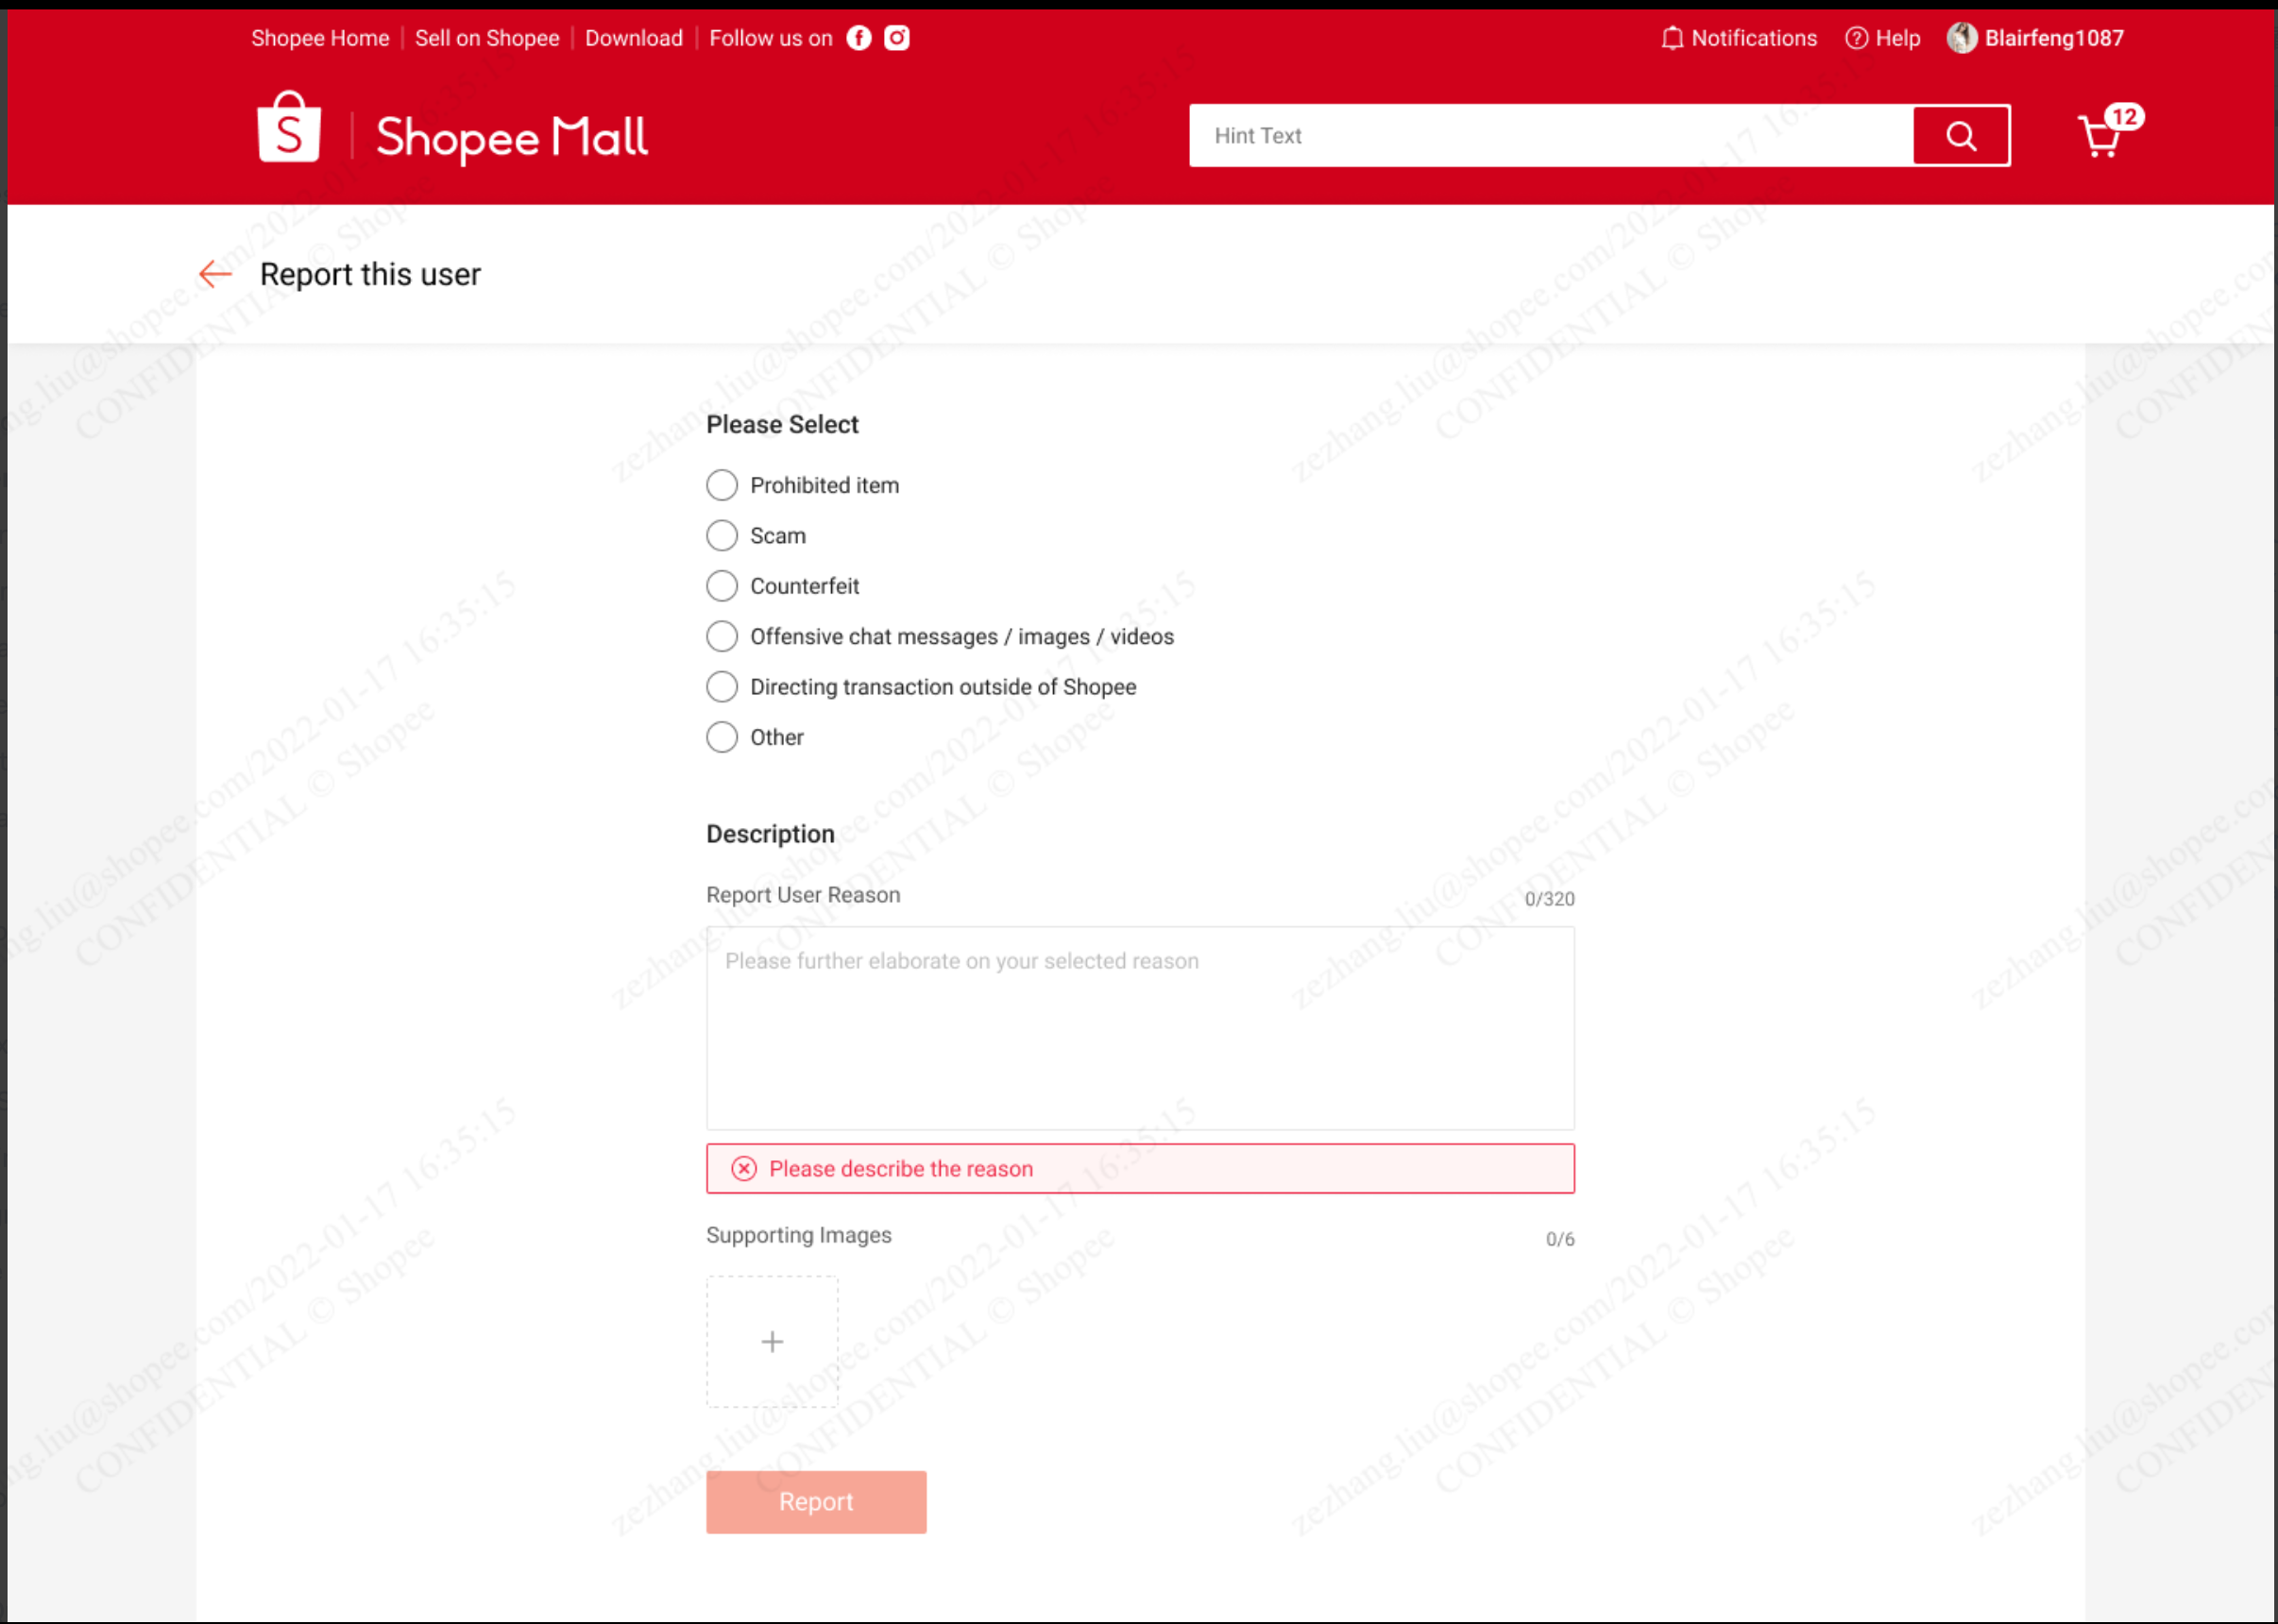 Shopee Home | Sell on Shopee | Download | Follow us on
Notifications Help Blairfeng1087
S | Shopee Mall
Hint Text
12
Report this user
Please Select
Prohibited item
Scam
Counterfeit
Offensive chat messages / images / videos
Directing transaction outside of Shopee
Other
Description
Report User Reason 0/320
Please further elaborate on your selected reason
Please describe the reason
Supporting Images 0/6
+
Report
zezhang.liu@shopee.com/2022-01-17 16:35:15
CONFIDENTIAL © Shopee